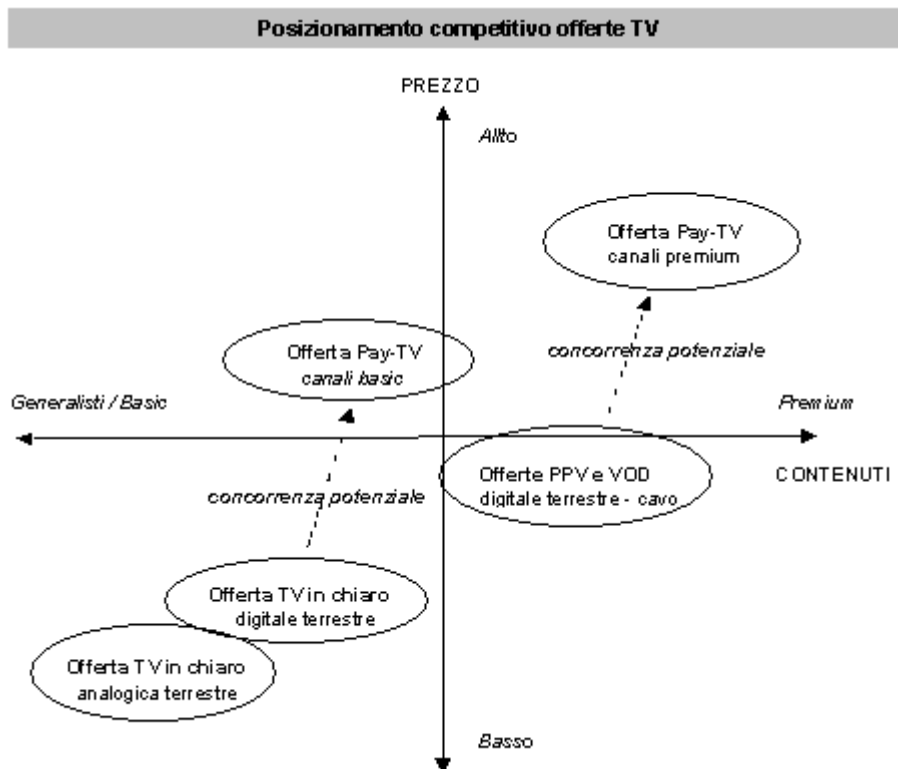 Posizionamento competitivo offerte TV
PREZZO
Allto
Offerta Pay-TV
canali premium
Offerta Pay-TV
canali basic
concorrenza potenziale
Generalisti / Basic
Premium
Offerte PPV e VOD
digitale terrestre - cavo
CONTENUTI
concorrenza potenziale
Offerta TV in chiaro
digitale terrestre
Offerta TV in chiaro
analogica terrestre
Basso